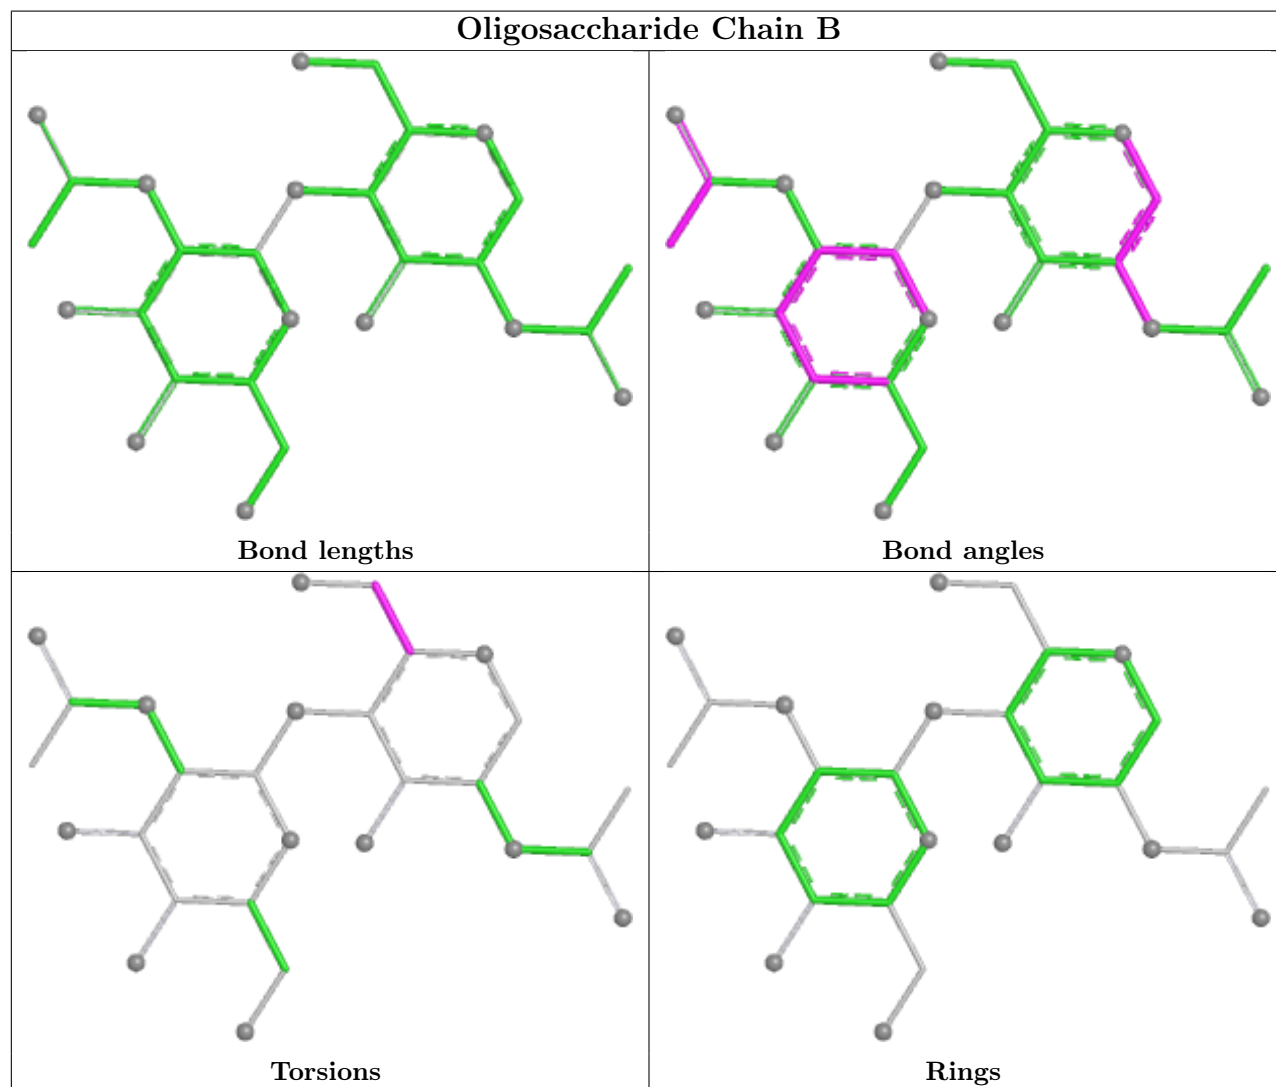 Oligosaccharide Chain B
Bond lengths
Bond angles
Torsions
Rings